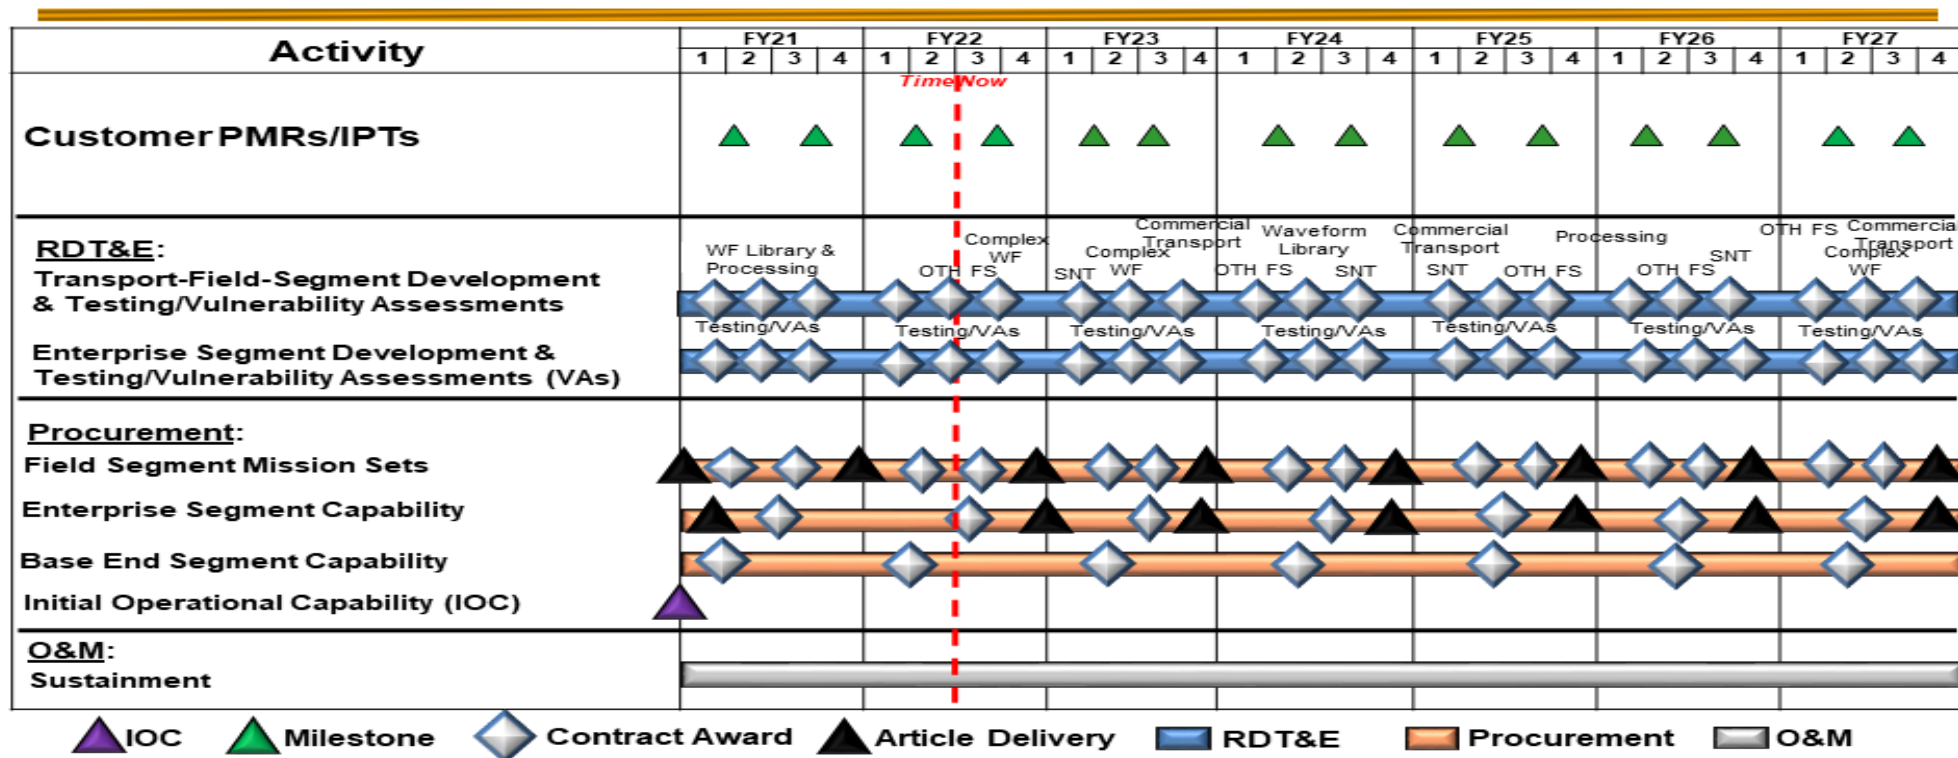 Activity
FY21 FY22 FY23 FY24 FY25 FY26 FY27
1 2 3 4 1 2 3 4 1 2 3 4 1 2 3 4 1 2 3 4 1 2 3 4 1 2 3 4
Time Now
Customer PMRs/IPTs
RDT&E:
Transport-Field-Segment Development
& Testing/Vulnerability Assessments
WF Library &
Processing
OTH FS
Complex
WF
SNT
Complex
WF
Commercial
Transport
OTH FS
Waveform
Library
SNT
Commercial
Transport
SNT
OTH FS
Processing
OTH FS
SNT
OTH FS
Complex
WF
Commercia
Transport
Testing/VAs Testing/VAs Testing/VAs Testing/VAs Testing/VAs Testing/VAs Testing/VAs
Enterprise Segment Development &
Testing/Vulnerability Assessments (VAs)
Procurement:
Field Segment Mission Sets
Enterprise Segment Capability
Base End Segment Capability
Initial Operational Capability (IOC)
O&M:
Sustainment
IOC Milestone Contract Award Article Delivery RDT&E Procurement O&M